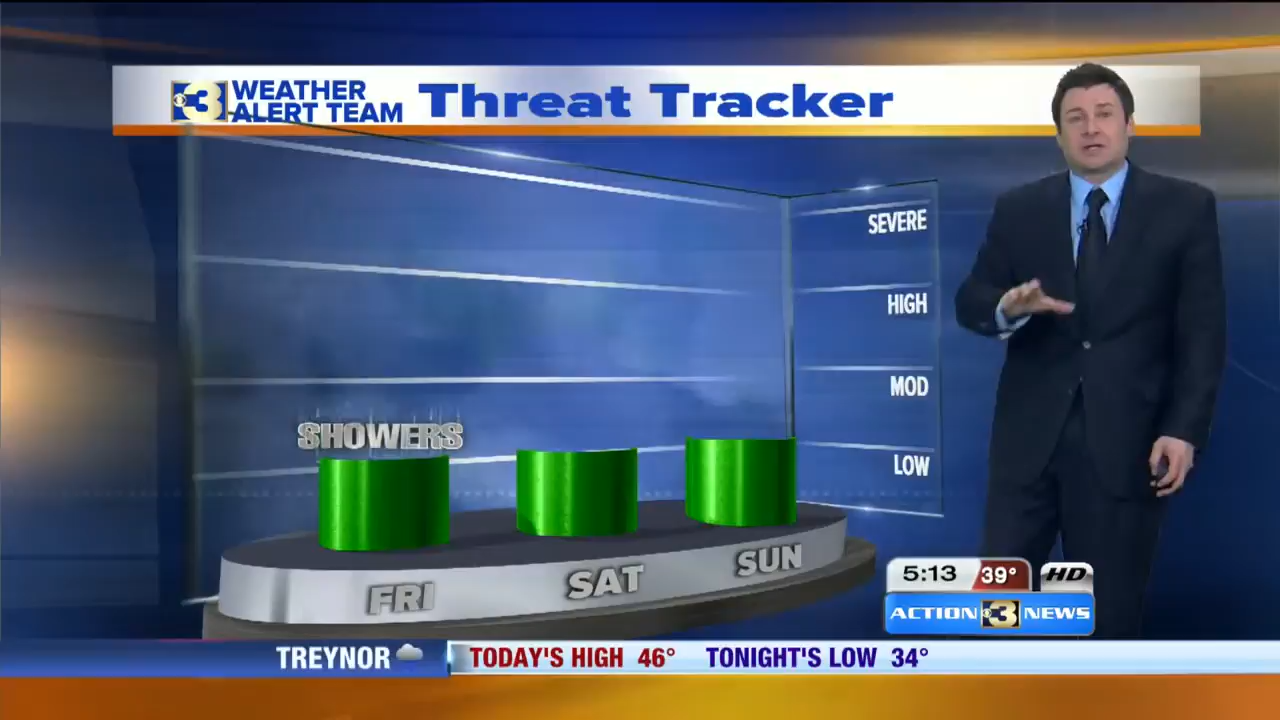 3 WEATHER
ALERT TEAM
Threat Tracker
SEVERE
HIGH
MOD
LOW
SHOWERS
FRI
SAT
SUN
5:13 39° HD
ACTION 3 NEWS
TREYNOR TODAY'S HIGH 46° TONIGHT'S LOW 34°